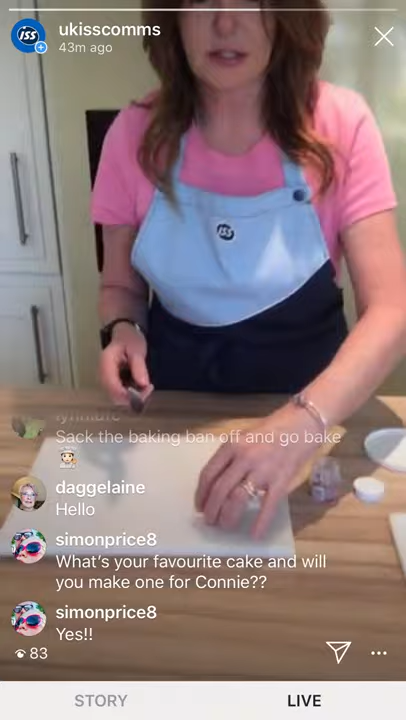 iss
ukisscomms
43m ago
iss
Sack the baking ban off and go bake
daggelaine
Hello
simonprice8
What's your favourite cake and will
you make one for Connie??
simonprice8
Yes!!
83
STORY
LIVE